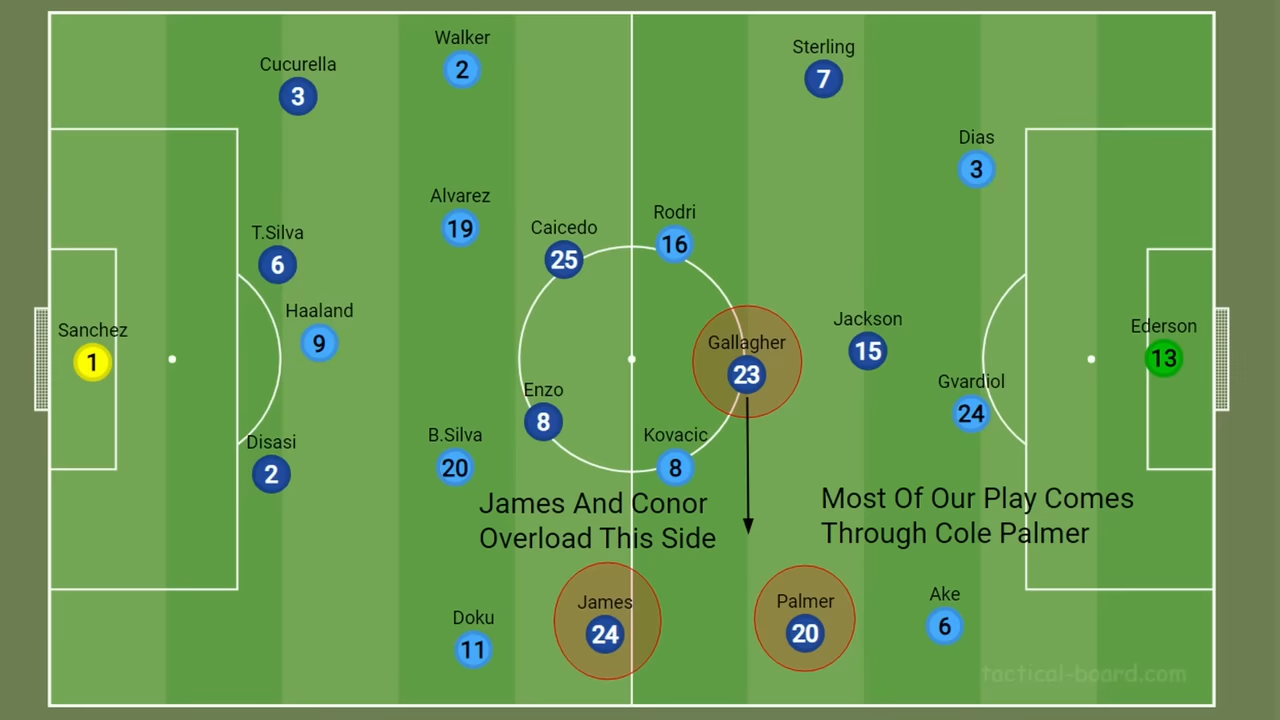 Walker
2
Sterling
7
Cucurella
3
Dias
3
Alvarez
19
Rodri
16
T.Silva
6
Caicedo
25
Haaland
9
Jackson
15
Sanchez
1
Ederson
13
Gallagher
23
Gvardiol
24
Enzo
8
B.Silva
20
Kovacic
8
Disasi
2
James And Conor
Overload This Side
Most Of Our Play Comes
Through Cole Palmer
Doku
11
James
24
Palmer
20
Ake
6
tactical-board.com